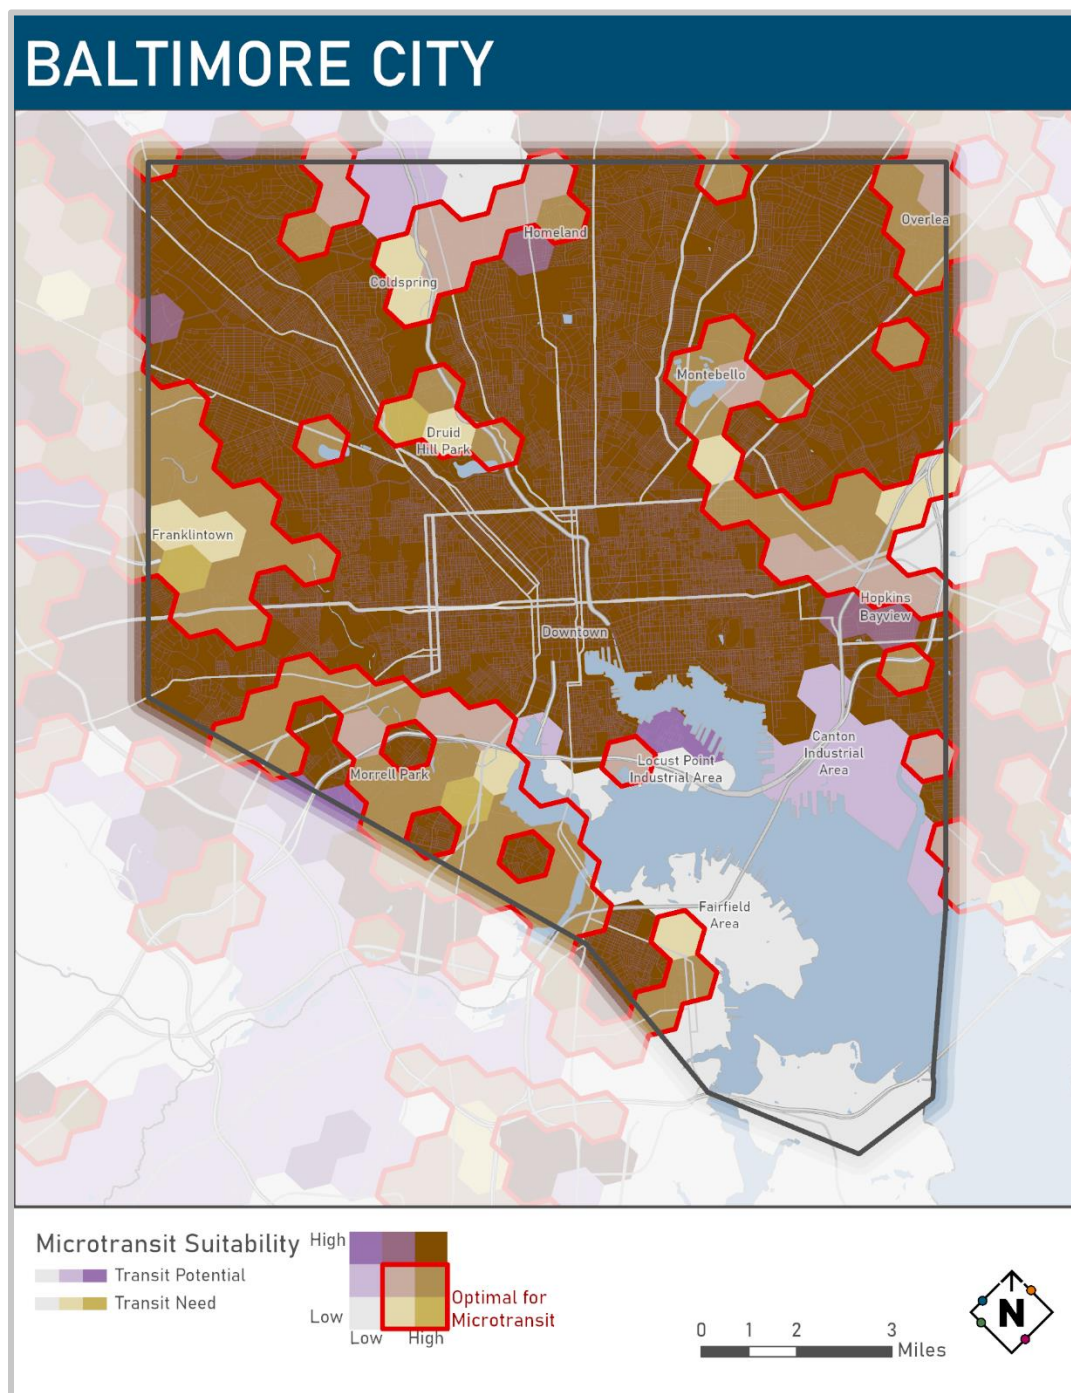 BALTIMORE CITY
Overlea
Homeland
Coldspring
Montebello
Druid
Hill Park
Franklintown
Hopkins
Bayview
Downtown
Canton
Industrial
Area
Locust Point
Industrial Area
Morrell Park
Fairfield
Area
Microtransit Suitability
Transit Potential
Transit Need
High
Low
Low High
Optimal for
Microtransit
0 1 2 3
Miles
N